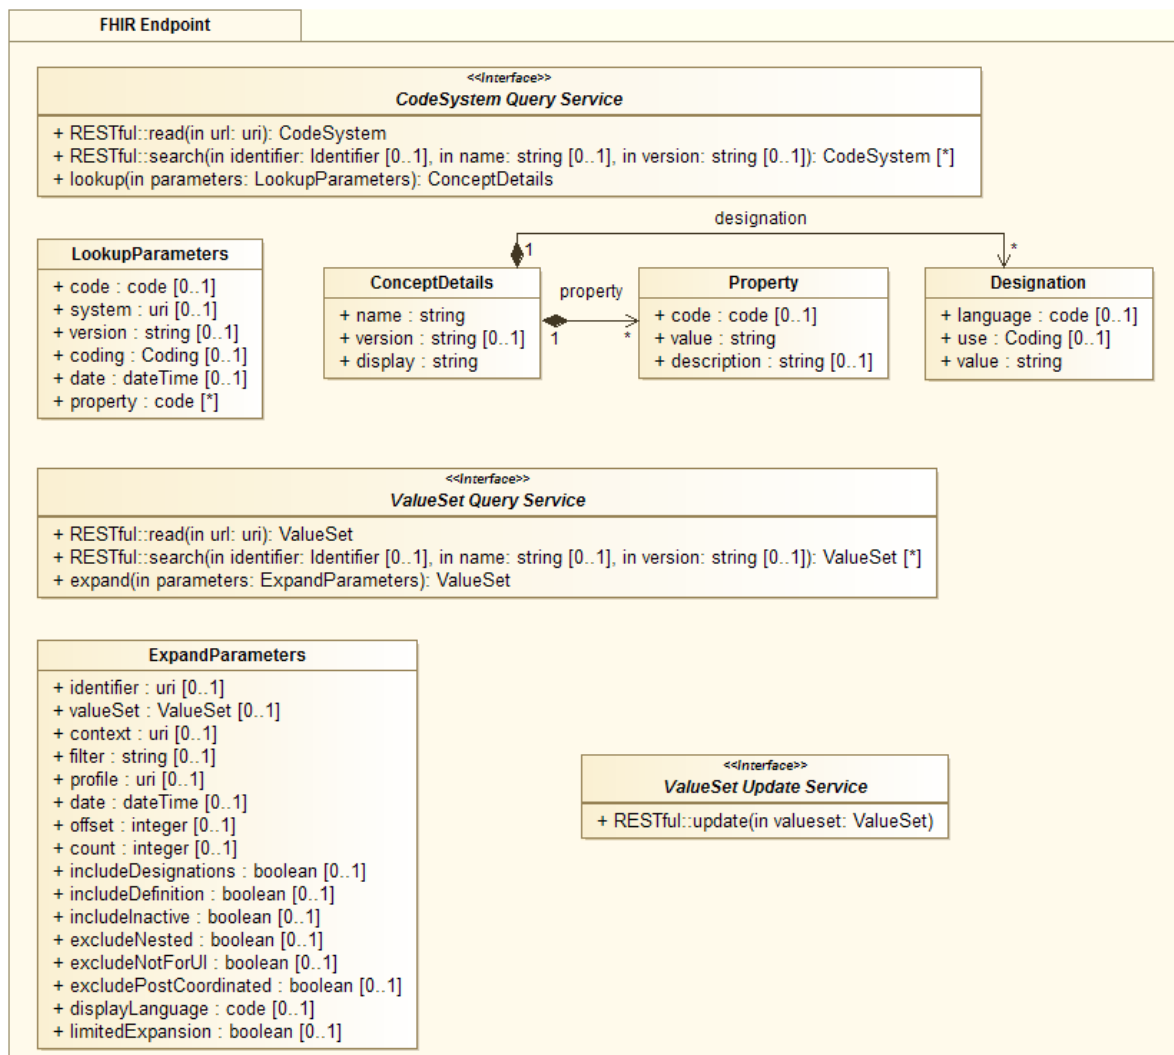 FHIR Endpoint
<<Interface>>
CodeSystem Query Service
+ RESTful::read(in url: uri): CodeSystem
+ RESTful::search(in identifier: Identifier [0..1], in name: string [0..1], in version: string [0..1]): CodeSystem [*]
+ lookup(in parameters: LookupParameters): ConceptDetails
designation
1
*
LookupParameters
+ code : code [0..1]
+ system : uri [0..1]
+ version : string [0..1]
+ coding : Coding [0..1]
+ date : dateTime [0..1]
+ property : code [*]
ConceptDetails
+ name : string
+ version : string [0..1]
+ display : string
property
1
*
Property
+ code : code [0..1]
+ value : string
+ description : string [0..1]
Designation
+ language : code [0..1]
+ use : Coding [0..1]
+ value : string
<<Interface>>
ValueSet Query Service
+ RESTful::read(in url: uri): ValueSet
+ RESTful::search(in identifier: Identifier [0..1], in name: string [0..1], in version: string [0..1]): ValueSet [*]
+ expand(in parameters: ExpandParameters): ValueSet
ExpandParameters
+ identifier : uri [0..1]
+ valueSet : ValueSet [0..1]
+ context : uri [0..1]
+ filter : string [0..1]
+ profile : uri [0..1]
+ date : dateTime [0..1]
+ offset : integer [0..1]
+ count : integer [0..1]
+ includeDesignations : boolean [0..1]
+ includeDefinition : boolean [0..1]
+ includeInactive : boolean [0..1]
+ excludeNested : boolean [0..1]
+ excludeNotForUI : boolean [0..1]
+ excludePostCoordinated : boolean [0..1]
+ displayLanguage : code [0..1]
+ limitedExpansion : boolean [0..1]
<<Interface>>
ValueSet Update Service
+ RESTful::update(in valueset: ValueSet)